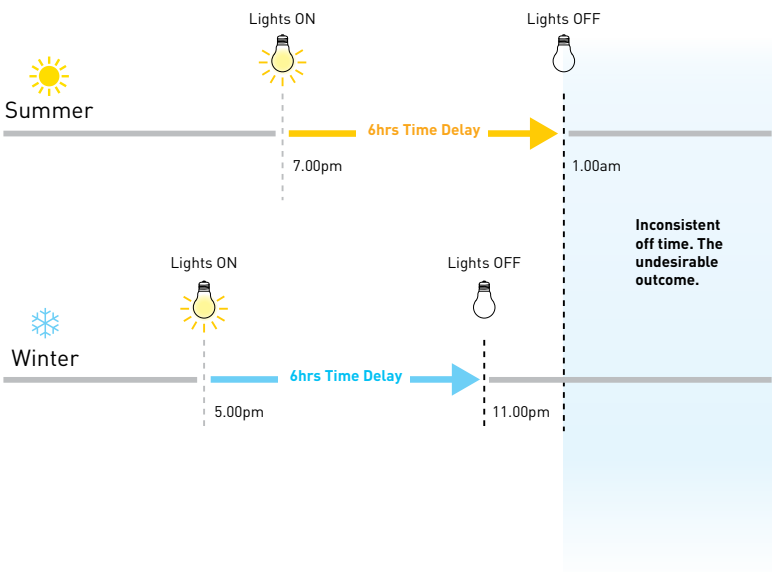 Lights ON
Lights OFF
Summer
6hrs Time Delay
7.00pm
1.00am
Inconsistent
off time. The
undesirable
outcome.
Lights ON
Lights OFF
Winter
6hrs Time Delay
5.00pm
11.00pm